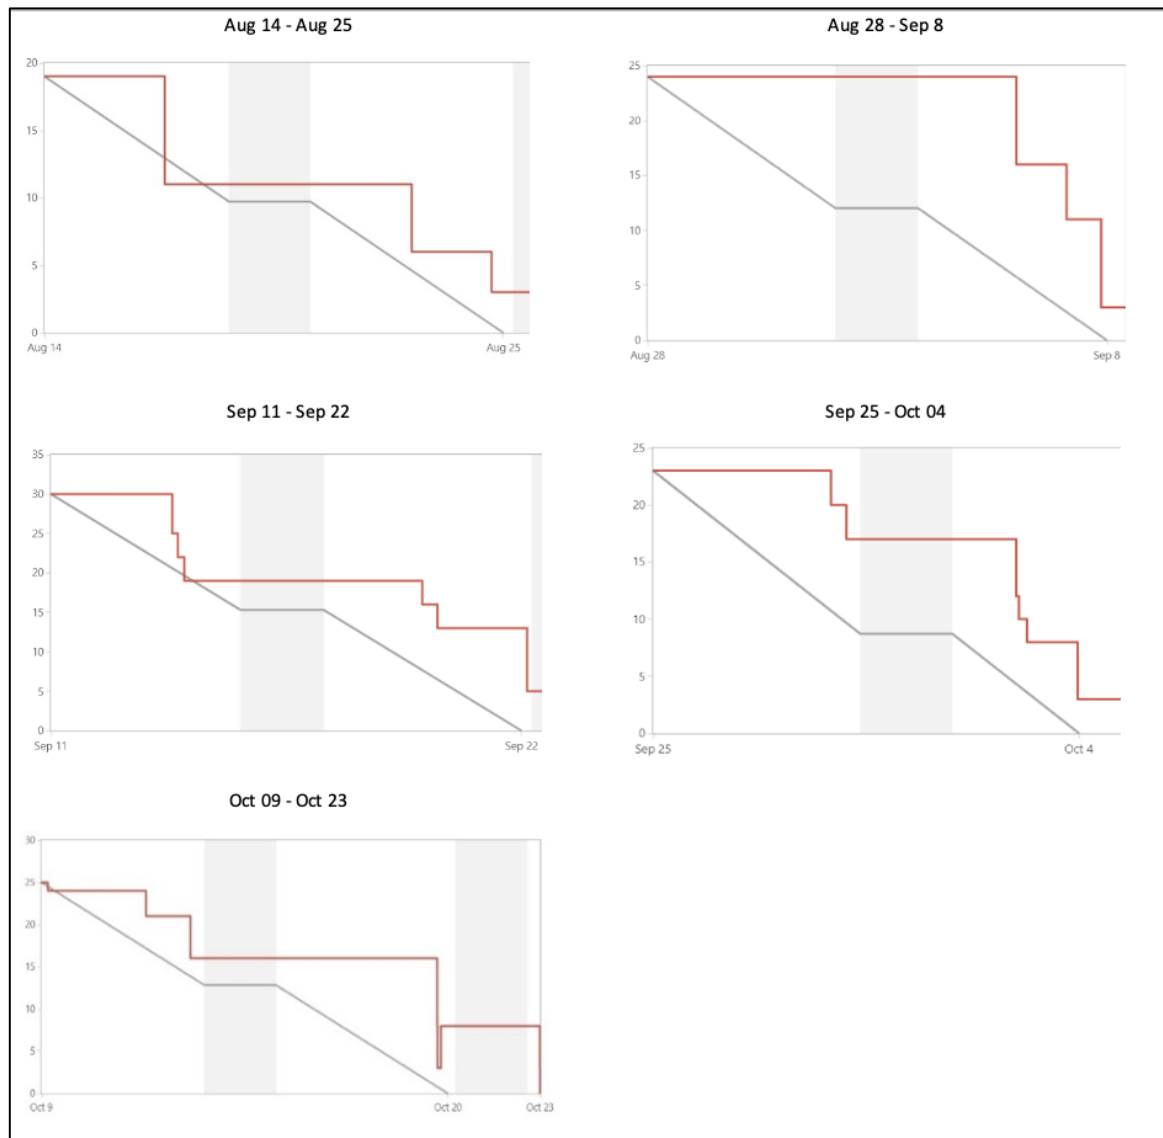 Aug 14 - Aug 25
20
15
10
5
0
Aug 14
Aug 25
Aug 28 - Sep 8
25
20
15
10
5
0
Aug 28
Sep 8
Sep 11 - Sep 22
35
30
25
20
15
10
5
0
Sep 11
Sep 22
Sep 25 - Oct 04
25
20
15
10
5
0
Sep 25
Oct 4
Oct 09 - Oct 23
30
25
20
15
10
5
0
Oct 9
Oct 20
Oct 23